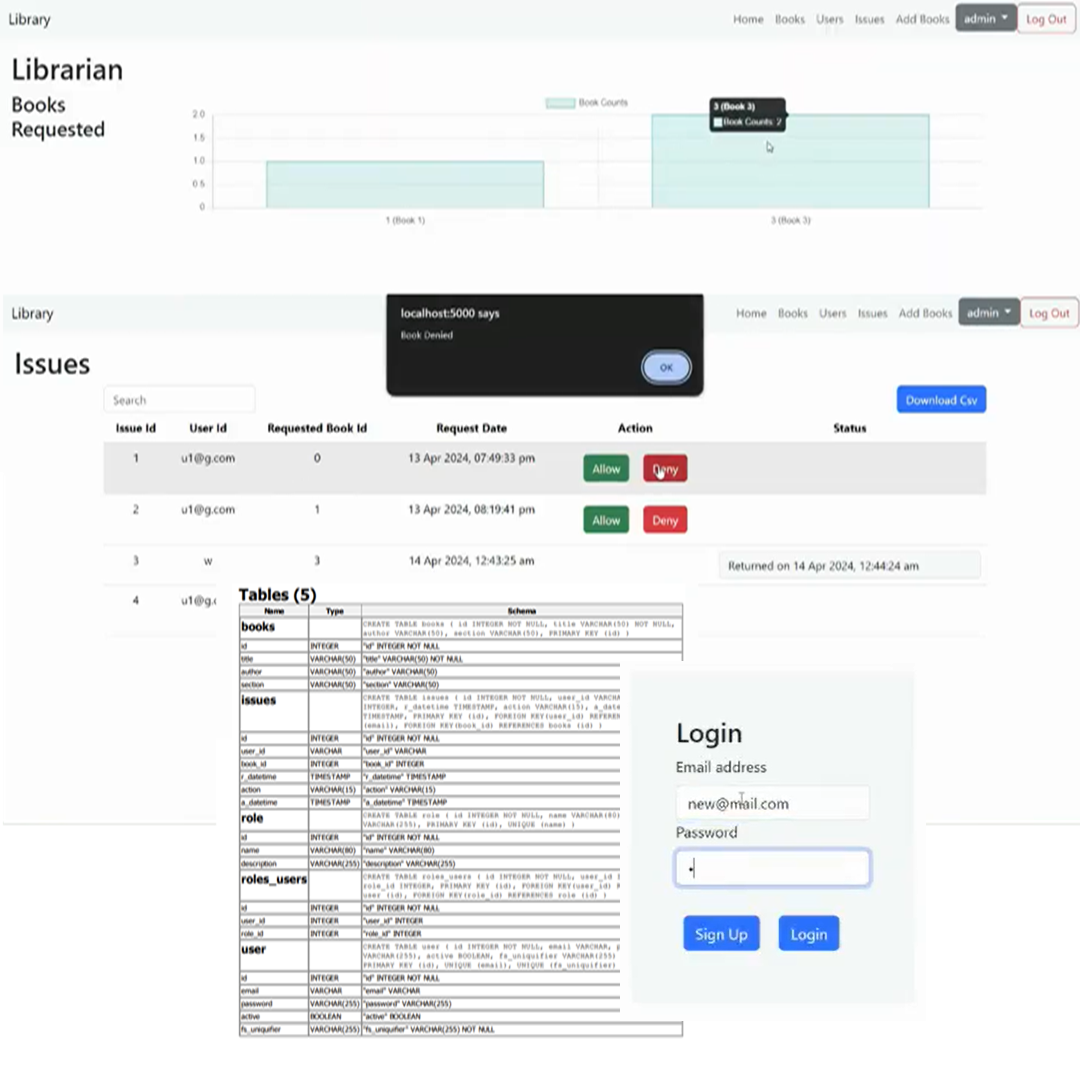 Library
Home Books Users Issues Add Books admin Log Out
Librarian
Books
Requested
Book Counts
3 (Book 3)
Book Counts: 2
2.0
1.5
1.0
0.5
0
1 (Book 1) 3 (Book 3)
Library
localhost:5000 says
Book Denied
OK
Home Books Users Issues Add Books admin Log Out
Issues
Search
Download Csv
Issue Id User Id Requested Book Id Request Date Action Status
1 u1@g.com 0 13 Apr 2024, 07:49:33 pm Allow Deny
2 u1@g.com 1 13 Apr 2024, 08:19:41 pm Allow Deny
3 w 3 14 Apr 2024, 12:43:25 am Returned on 14 Apr 2024, 12:44:24 am
4 u1@g.
Tables (5)
Name Type Schema
books CREATE TABLE books ( id INTEGER NOT NULL, title VARCHAR(50) NOT NULL,
author VARCHAR(50), section VARCHAR(50), PRIMARY KEY (id) )
id INTEGER "id" INTEGER NOT NULL
title VARCHAR(50) "title" VARCHAR(50) NOT NULL
author VARCHAR(50) "author" VARCHAR(50)
section VARCHAR(50) "section" VARCHAR(50)
issues CREATE TABLE issues ( id INTEGER NOT NULL, user_id VARCHA
INTEGER, r_datetime TIMESTAMP, action VARCHAR(15), a_date
TIMESTAMP, PRIMARY KEY (id), FOREIGN KEY(user_id) REFEREN
(email), FOREIGN KEY(book_id) REFERENCES books (id) )
id INTEGER "id" INTEGER NOT NULL
user_id VARCHAR "user_id" VARCHAR
book_id INTEGER "book_id" INTEGER
r_datetime TIMESTAMP "r_datetime" TIMESTAMP
action VARCHAR(15) "action" VARCHAR(15)
a_datetime TIMESTAMP "a_datetime" TIMESTAMP
role CREATE TABLE role ( id INTEGER NOT NULL, name VARCHAR(80)
VARCHAR(255), PRIMARY KEY (id), UNIQUE (name) )
id INTEGER "id" INTEGER NOT NULL
name VARCHAR(80) "name" VARCHAR(80)
description VARCHAR(255) "description" VARCHAR(255)
roles_users CREATE TABLE roles_users ( id INTEGER NOT NULL, user_id I
role_id INTEGER, PRIMARY KEY (id), FOREIGN KEY(user_id) R
user (id), FOREIGN KEY(role_id) REFERENCES role (id) )
id INTEGER "id" INTEGER NOT NULL
user_id INTEGER "user_id" INTEGER
role_id INTEGER "role_id" INTEGER
user CREATE TABLE user ( id INTEGER NOT NULL, email VARCHAR, p
VARCHAR(255), active BOOLEAN, fs_uniquifier VARCHAR(255)
PRIMARY KEY (id), UNIQUE (email), UNIQUE (fs_uniquifier)
id INTEGER "id" INTEGER NOT NULL
email VARCHAR "email" VARCHAR
password VARCHAR(255) "password" VARCHAR(255)
active BOOLEAN "active" BOOLEAN
fs_uniquifier VARCHAR(255) "fs_uniquifier" VARCHAR(255) NOT NULL
Login
Email address
new@mail.com
Password
Sign Up Login